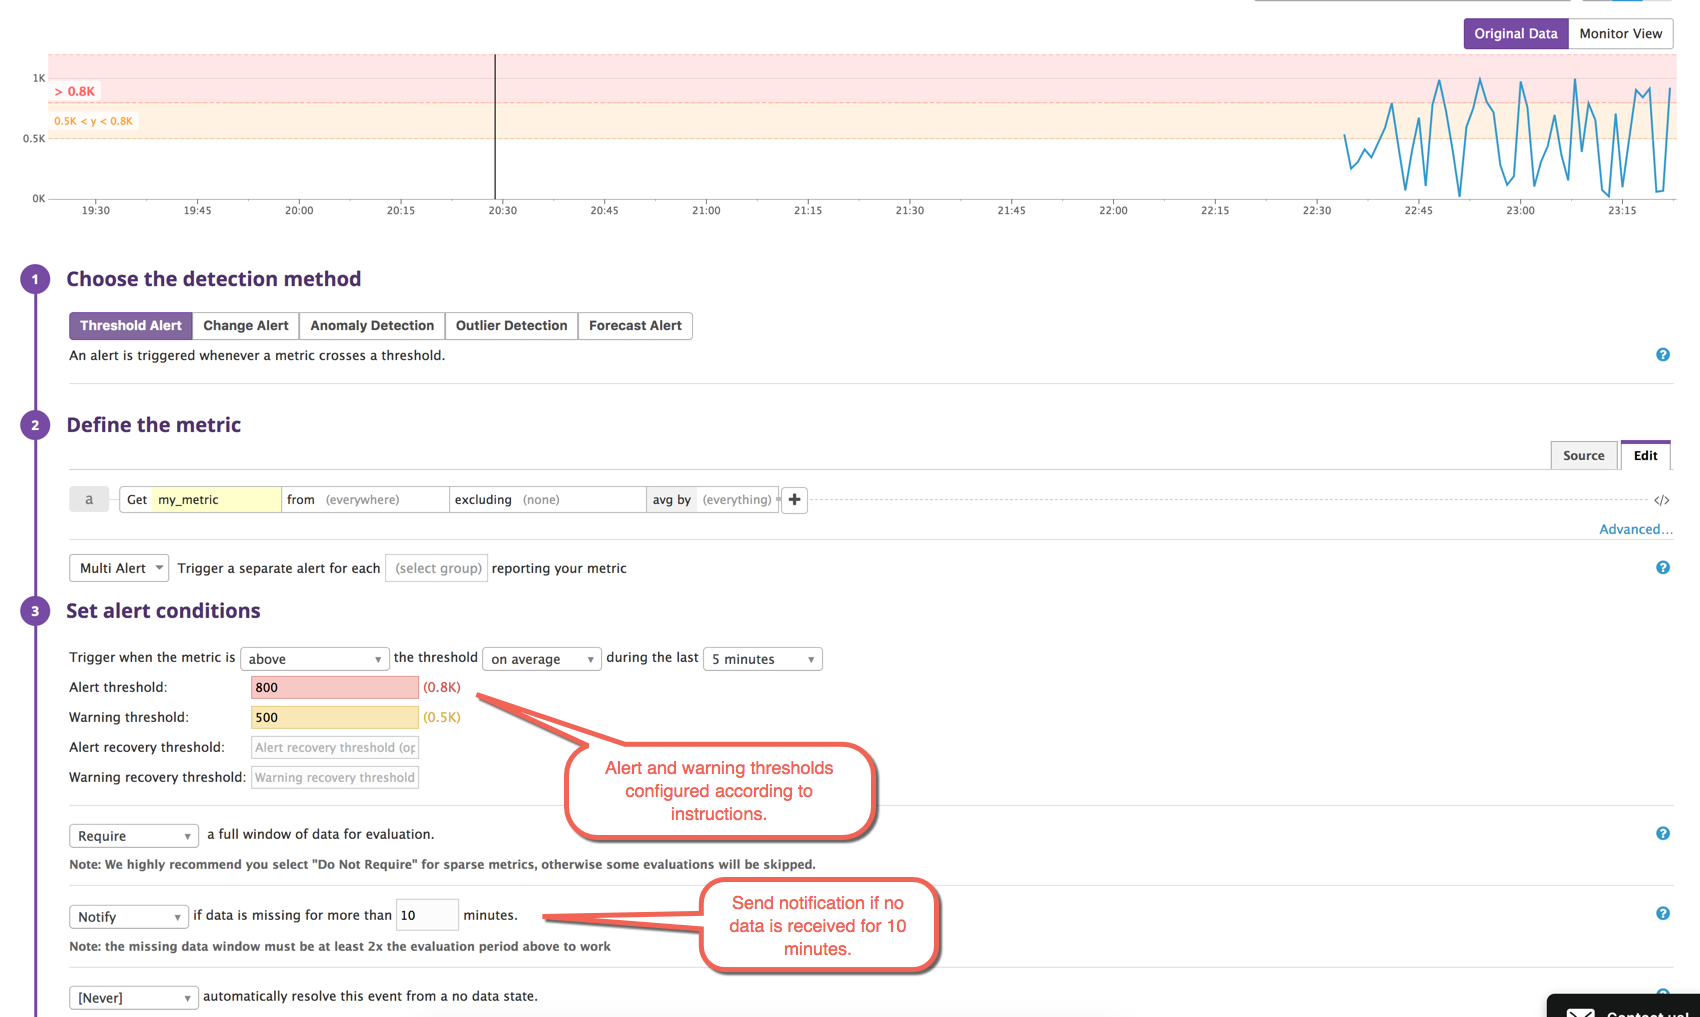 Original Data Monitor View
1K
> 0.8K
0.5K < y < 0.8K
0.5K
0K
19:30 19:45 20:00 20:15 20:30 20:45 21:00 21:15 21:30 21:45 22:00 22:15 22:30 22:45 23:00 23:15
1 Choose the detection method
Threshold Alert Change Alert Anomaly Detection Outlier Detection Forecast Alert
An alert is triggered whenever a metric crosses a threshold. ?
2 Define the metric
Source Edit
a Get my_metric from (everywhere) excluding (none) avg by (everything) + </>
Advanced...
Multi Alert Trigger a separate alert for each (select group) reporting your metric ?
3 Set alert conditions
Trigger when the metric is above the threshold on average during the last 5 minutes
Alert threshold: 800 (0.8K)
Warning threshold: 500 (0.5K)
Alert recovery threshold: Alert recovery threshold (op
Warning recovery threshold: Warning recovery threshold
Alert and warning thresholds
configured according to
instructions.
Require a full window of data for evaluation. ?
Note: We highly recommend you select "Do Not Require" for sparse metrics, otherwise some evaluations will be skipped.
Notify if data is missing for more than 10 minutes. ?
Note: the missing data window must be at least 2x the evaluation period above to work
Send notification if no
data is received for 10
minutes.
[Never] automatically resolve this event from a no data state. ?
Contact us!